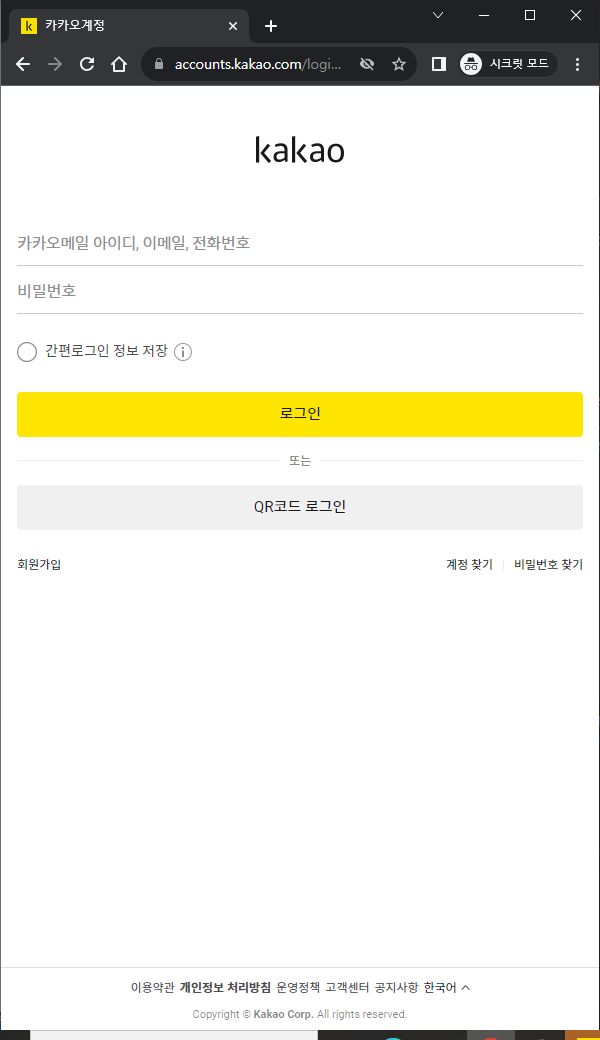 k 카카오계정
accounts.kakao.com/logi... 시크릿 모드
kakao
카카오메일 아이디, 이메일, 전화번호
비밀번호
간편로그인 정보 저장
로그인
또는
QR코드 로그인
회원가입 계정 찾기 비밀번호 찾기
이용약관 개인정보 처리방침 운영정책 고객센터 공지사항 한국어
Copyright © Kakao Corp. All rights reserved.